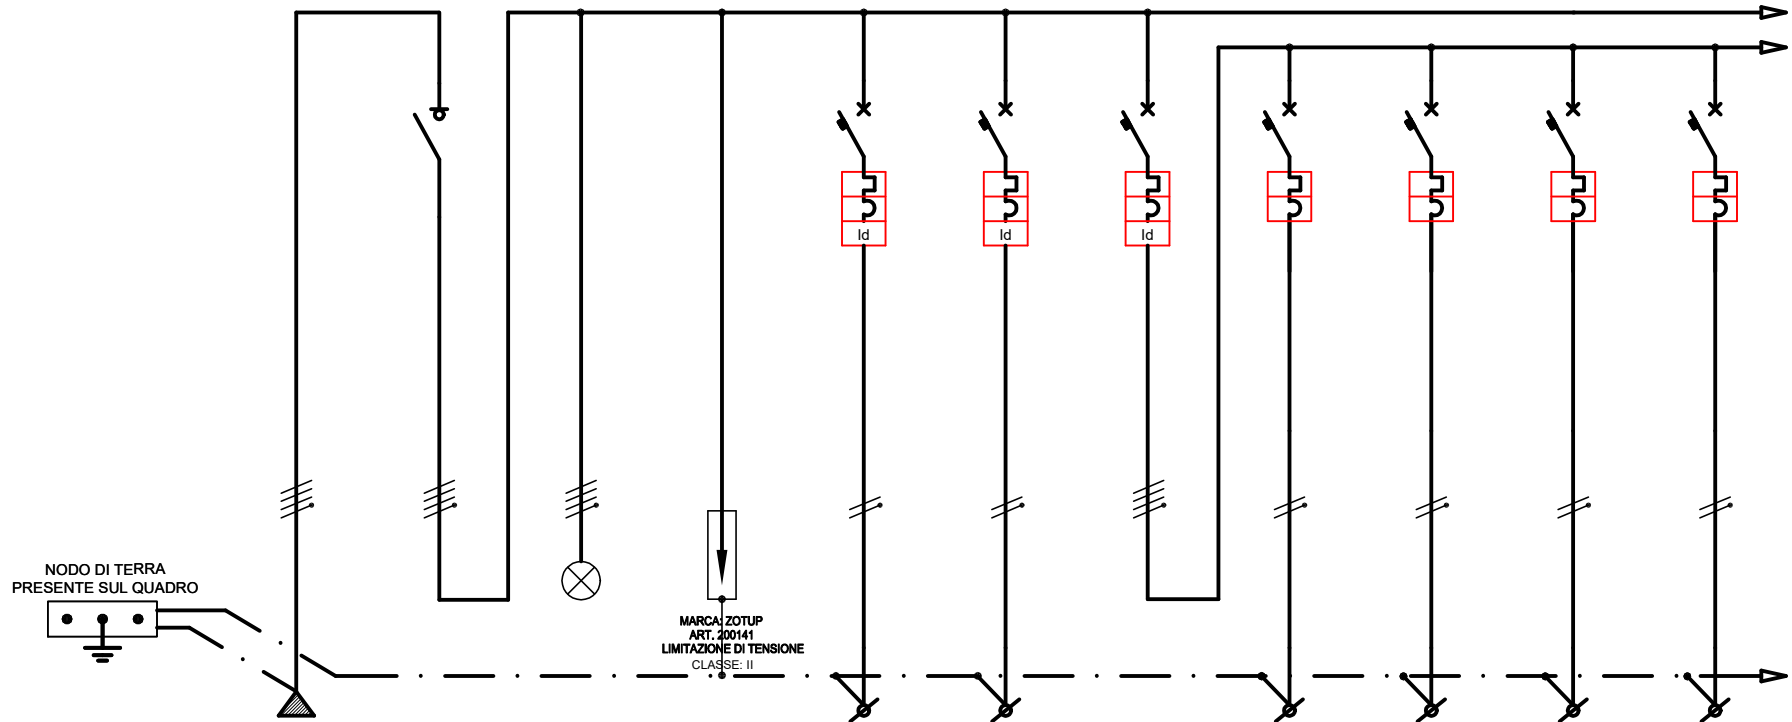 Id
Id
Id
NODO DI TERRA
PRESENTE SUL QUADRO
MARCA: ZOTUP
ART. 200141
LIMITAZIONE DI TENSIONE
CLASSE: II